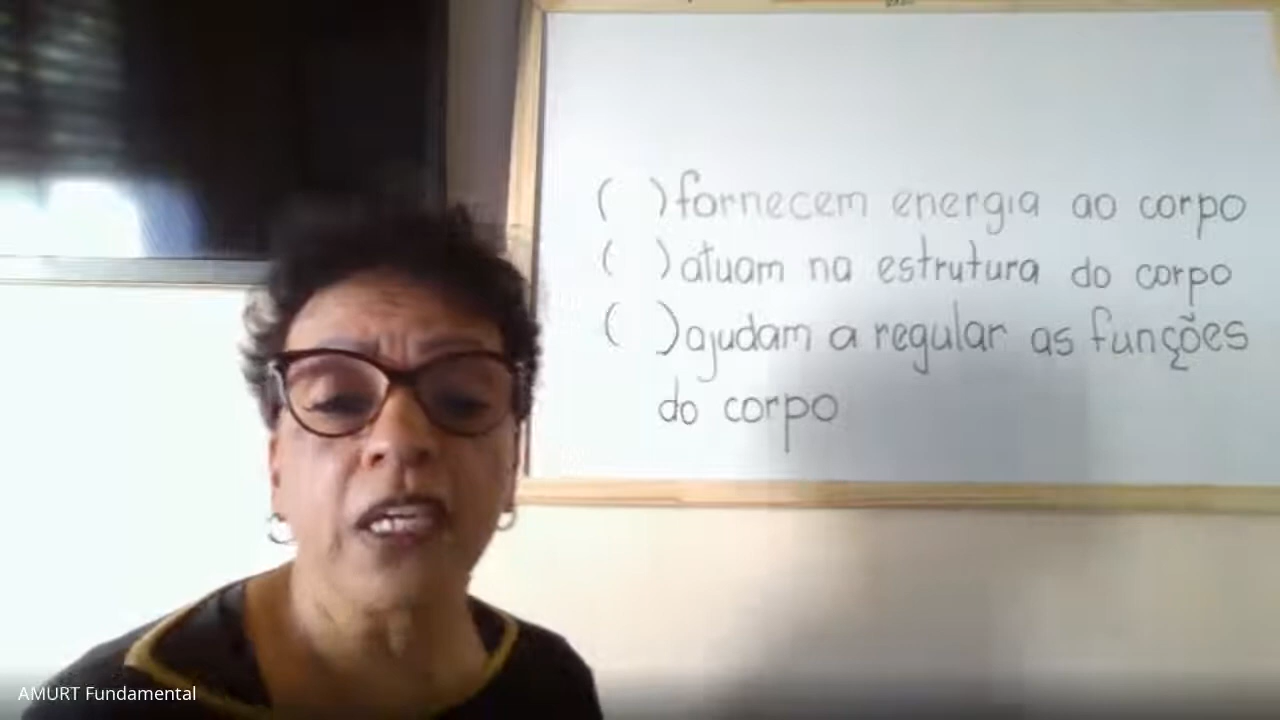 ( ) fornecem energia ao corpo
( ) atuam na estrutura do corpo
( ) ajudam a regular as funções
do corpo
AMURT Fundamental